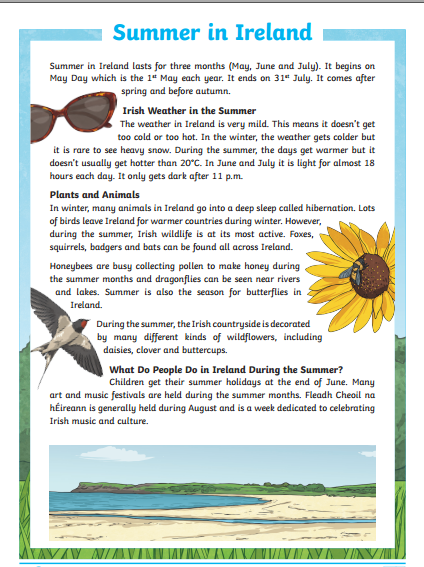 Summer in Ireland
Summer in Ireland lasts for three months (May, June and July). It begins on
May Day which is the 1st May each year. It ends on 31st July. It comes after
spring and before autumn.
Irish Weather in the Summer
The weather in Ireland is very mild. This means it doesn't get
too cold or too hot. In the winter, the weather gets colder but
it is rare to see heavy snow. During the summer, the days get warmer but it
doesn't usually get hotter than 20°C. In June and July it is light for almost 18
hours each day. It only gets dark after 11 p.m.
Plants and Animals
In winter, many animals in Ireland go into a deep sleep called hibernation. Lots
of birds leave Ireland for warmer countries during winter. However,
during the summer, Irish wildlife is at its most active. Foxes,
squirrels, badgers and bats can be found all across Ireland.
Honeybees are busy collecting pollen to make honey during
the summer months and dragonflies can be seen near rivers
and lakes. Summer is also the season for butterflies in
Ireland.
During the summer, the Irish countryside is decorated
by many different kinds of wildflowers, including
daisies, clover and buttercups.
What Do People Do in Ireland During the Summer?
Children get their summer holidays at the end of June. Many
art and music festivals are held during the summer months. Fleadh Cheoil na
hÉireann is generally held during August and is a week dedicated to celebrating
Irish music and culture.